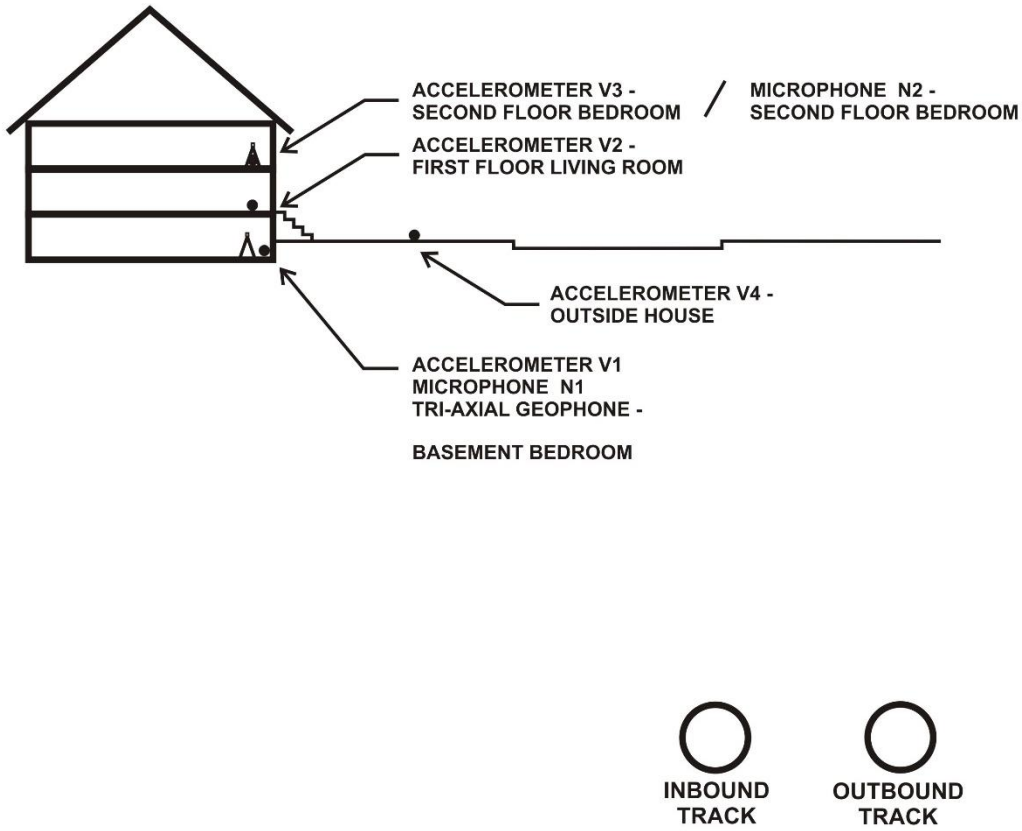 ACCELEROMETER V3 -
SECOND FLOOR BEDROOM
/
MICROPHONE N2 -
SECOND FLOOR BEDROOM
ACCELEROMETER V2 -
FIRST FLOOR LIVING ROOM
ACCELEROMETER V4 -
OUTSIDE HOUSE
ACCELEROMETER V1
MICROPHONE N1
TRI-AXIAL GEOPHONE -
BASEMENT BEDROOM
INBOUND
TRACK
OUTBOUND
TRACK